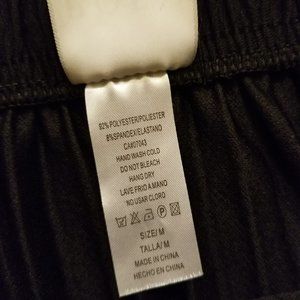 92% POLYESTER/POLIESTER
8%SPANDEX/ELASTANO
CA#07043
HAND WASH COLD
DO NOT BLEACH
HANG DRY
LAVE FRID A MANO
NO USAR CLORO
SIZE/ M
TALLA/ M
MADE IN CHINA
HECHO EN CHINA